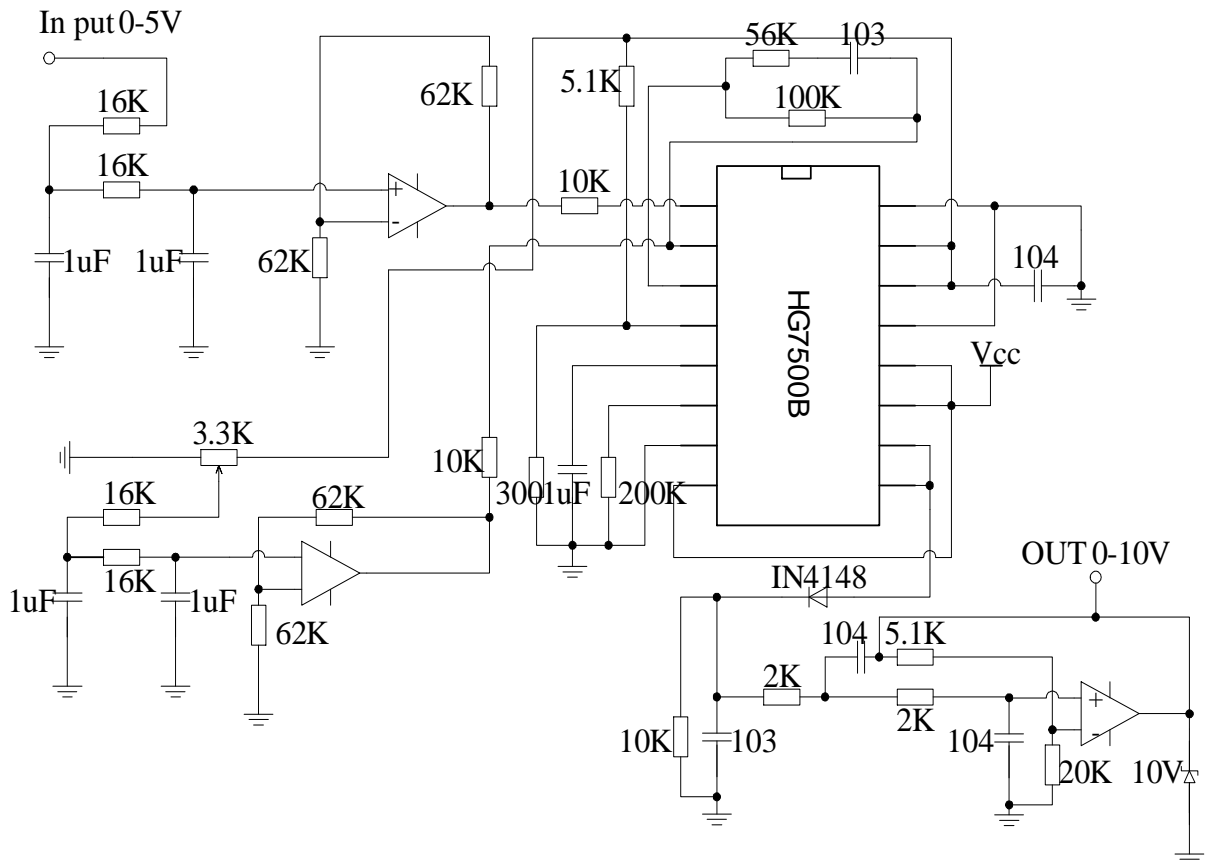 In put 0-5V
56K
103
5.1K
62K
16K
100K
16K
10K
1uF
1uF
62K
104
HG7500B
Vcc
3.3K
10K
16K
62K
300
1uF
200K
16K
1uF
1uF
62K
IN4148
OUT 0-10V
104
5.1K
2K
2K
10K
103
104
20K
10V
+
-
+
-